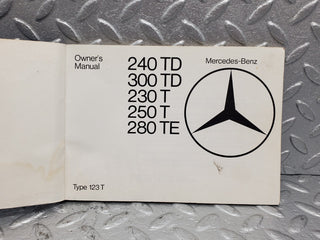 Owner's
Manual
240 TD
300 TD
230 T
250 T
280 TE
Mercedes-Benz
Type 123 T